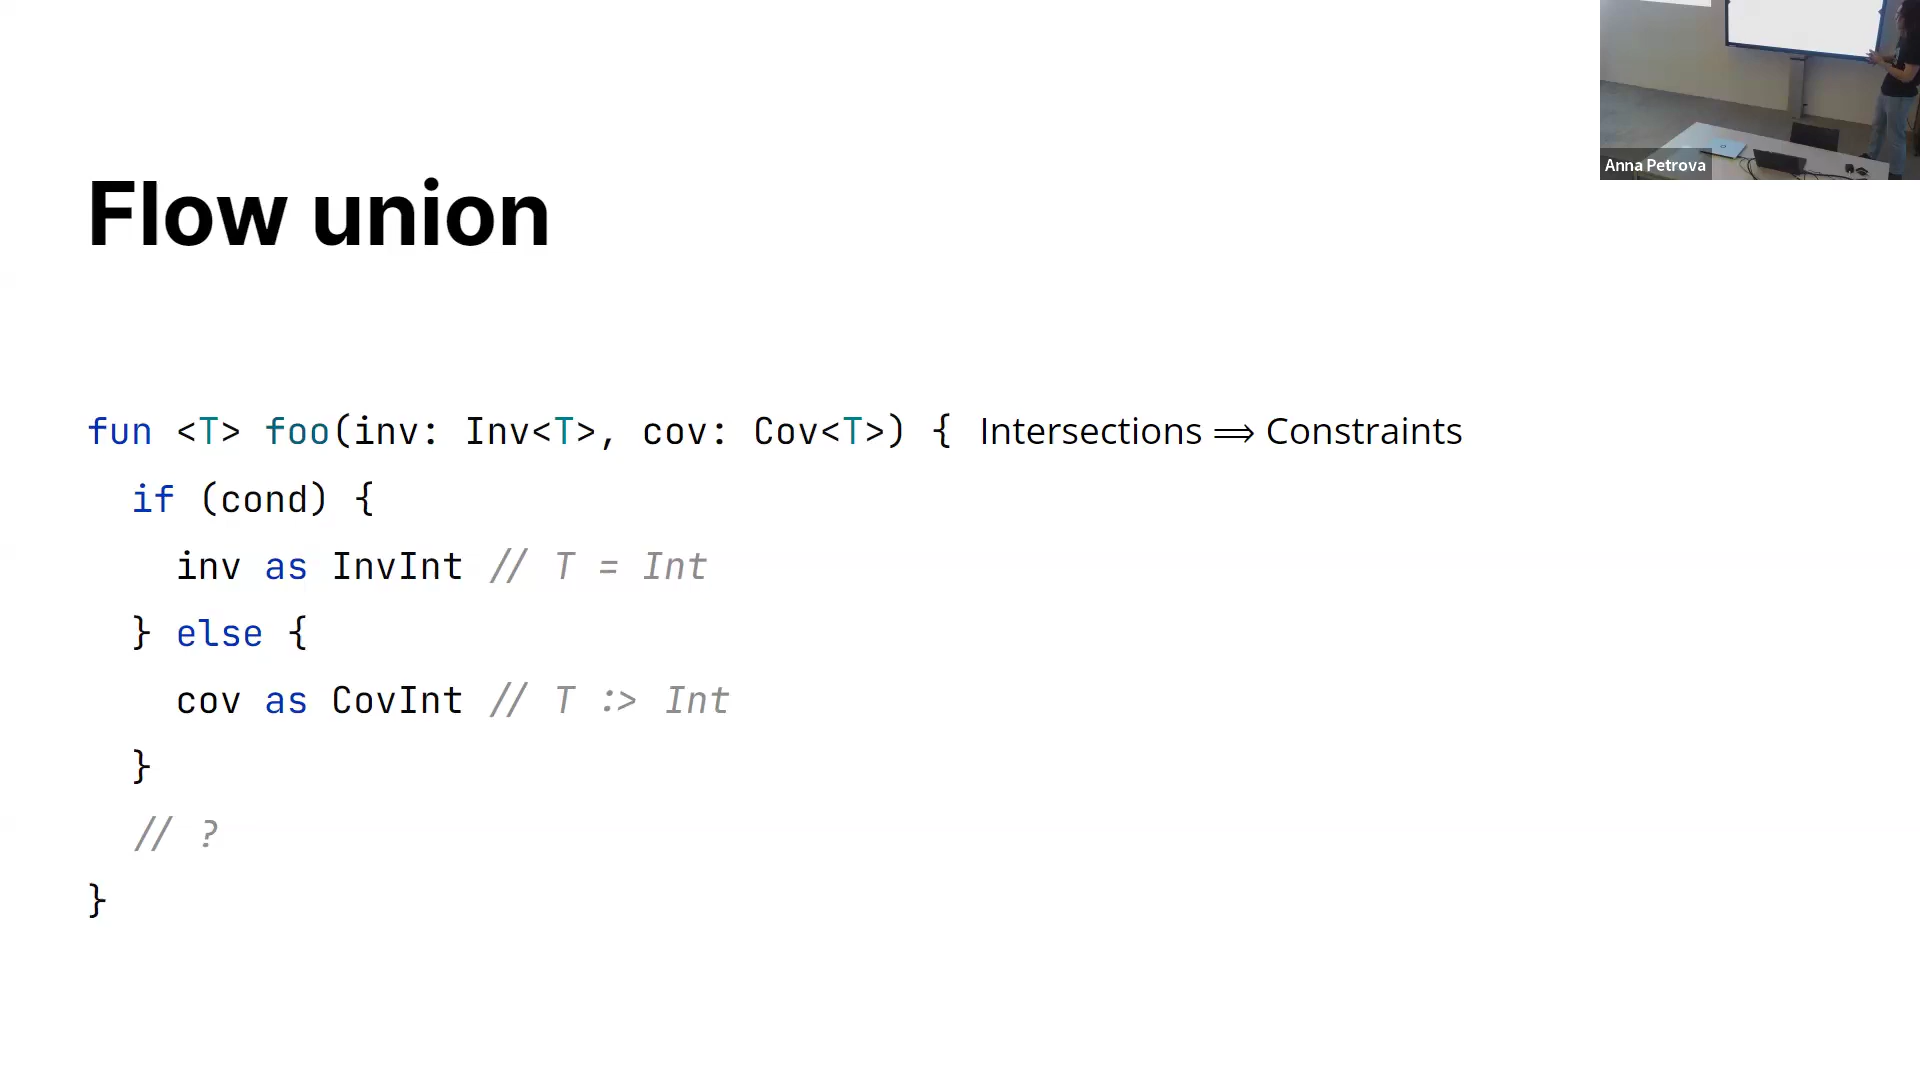 Flow union
fun <T> foo(inv: Inv<T>, cov: Cov<T>) { Intersections ⟹ Constraints
if (cond) {
inv as InvInt // T = Int
} else {
cov as CovInt // T :> Int
}
// ?
}
Anna Petrova